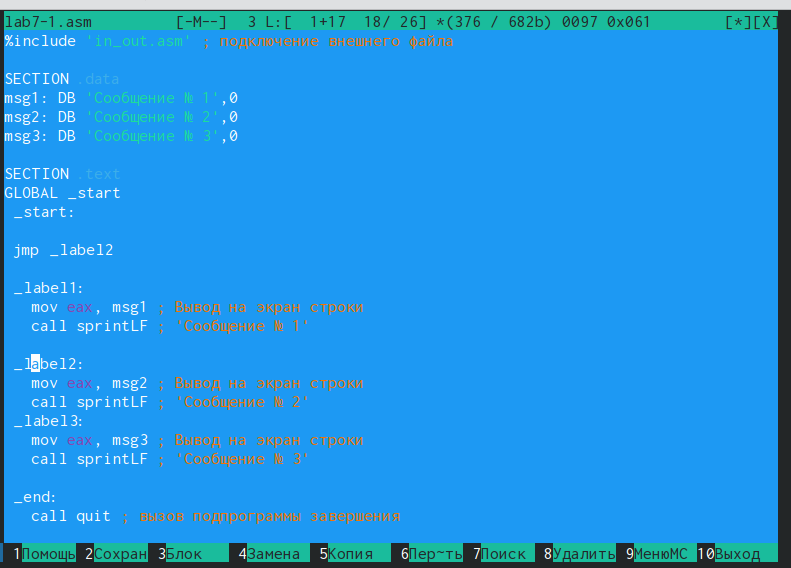 lab7-1.asm [-M--] 3 L:[ 1+17 18/ 26] *(376 / 682b) 0097 0x061 [*][X]
%include 'in_out.asm' ; подключение внешнего файла
SECTION .data
msg1: DB 'Сообщение № 1',0
msg2: DB 'Сообщение № 2',0
msg3: DB 'Сообщение № 3',0
SECTION .text
GLOBAL _start
_start:
jmp _label2
_label1:
mov eax, msg1 ; Вывод на экран строки
call sprintLF ; 'Сообщение № 1'
_label2:
mov eax, msg2 ; Вывод на экран строки
call sprintLF ; 'Сообщение № 2'
_label3:
mov eax, msg3 ; Вывод на экран строки
call sprintLF ; 'Сообщение № 3'
_end:
call quit ; вызов подпрограммы завершения
1Помощь 2Сохран 3Блок 4Замена 5Копия 6Пер~ть 7Поиск 8Удалить 9МенюMC 10Выход